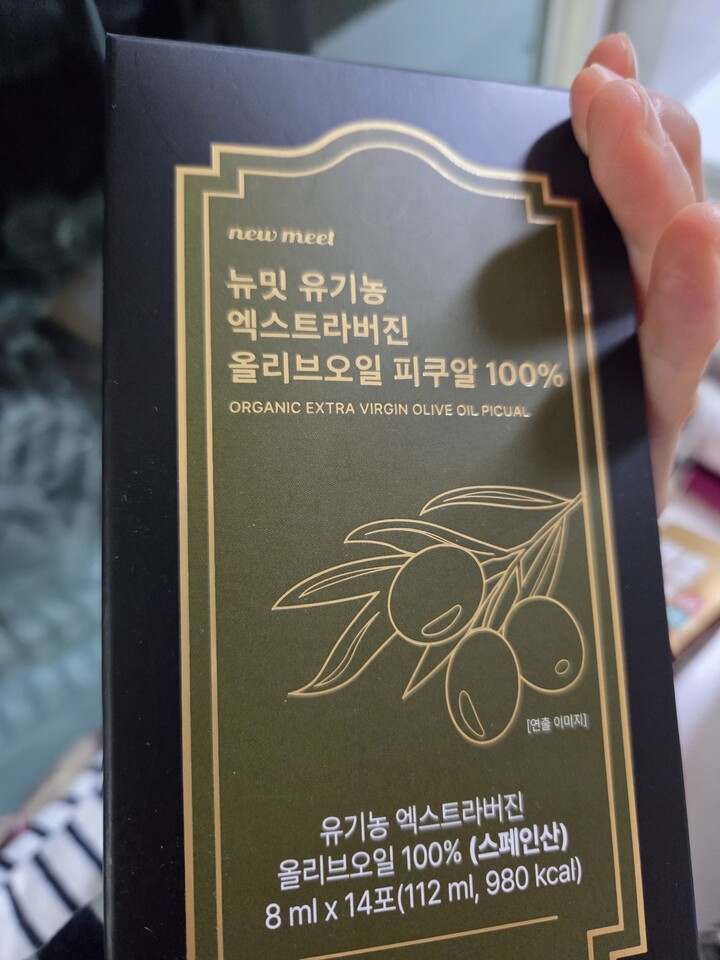 new meet
뉴밋 유기농
엑스트라버진
올리브오일 피쿠알 100%
ORGANIC EXTRA VIRGIN OLIVE OIL PICUAL
[연출 이미지]
유기농 엑스트라버진
올리브오일 100% (스페인산)
8 ml x 14포(112 ml, 980 kcal)